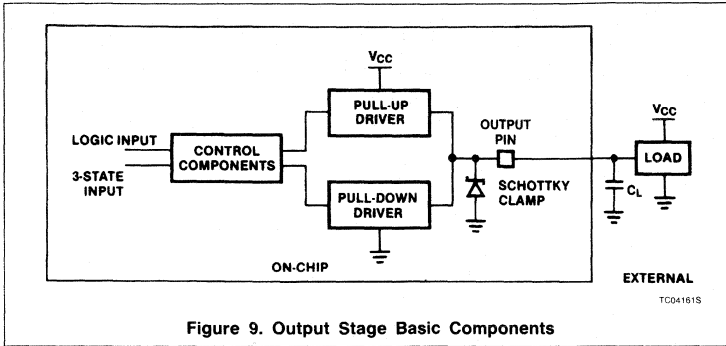 VCC
PULL-UP
DRIVER
OUTPUT
PIN
VCC
LOGIC INPUT
CONTROL
COMPONENTS
LOAD
3-STATE
INPUT
SCHOTTKY
CLAMP
CL
PULL-DOWN
DRIVER
ON-CHIP
EXTERNAL
TC04161S
Figure 9. Output Stage Basic Components